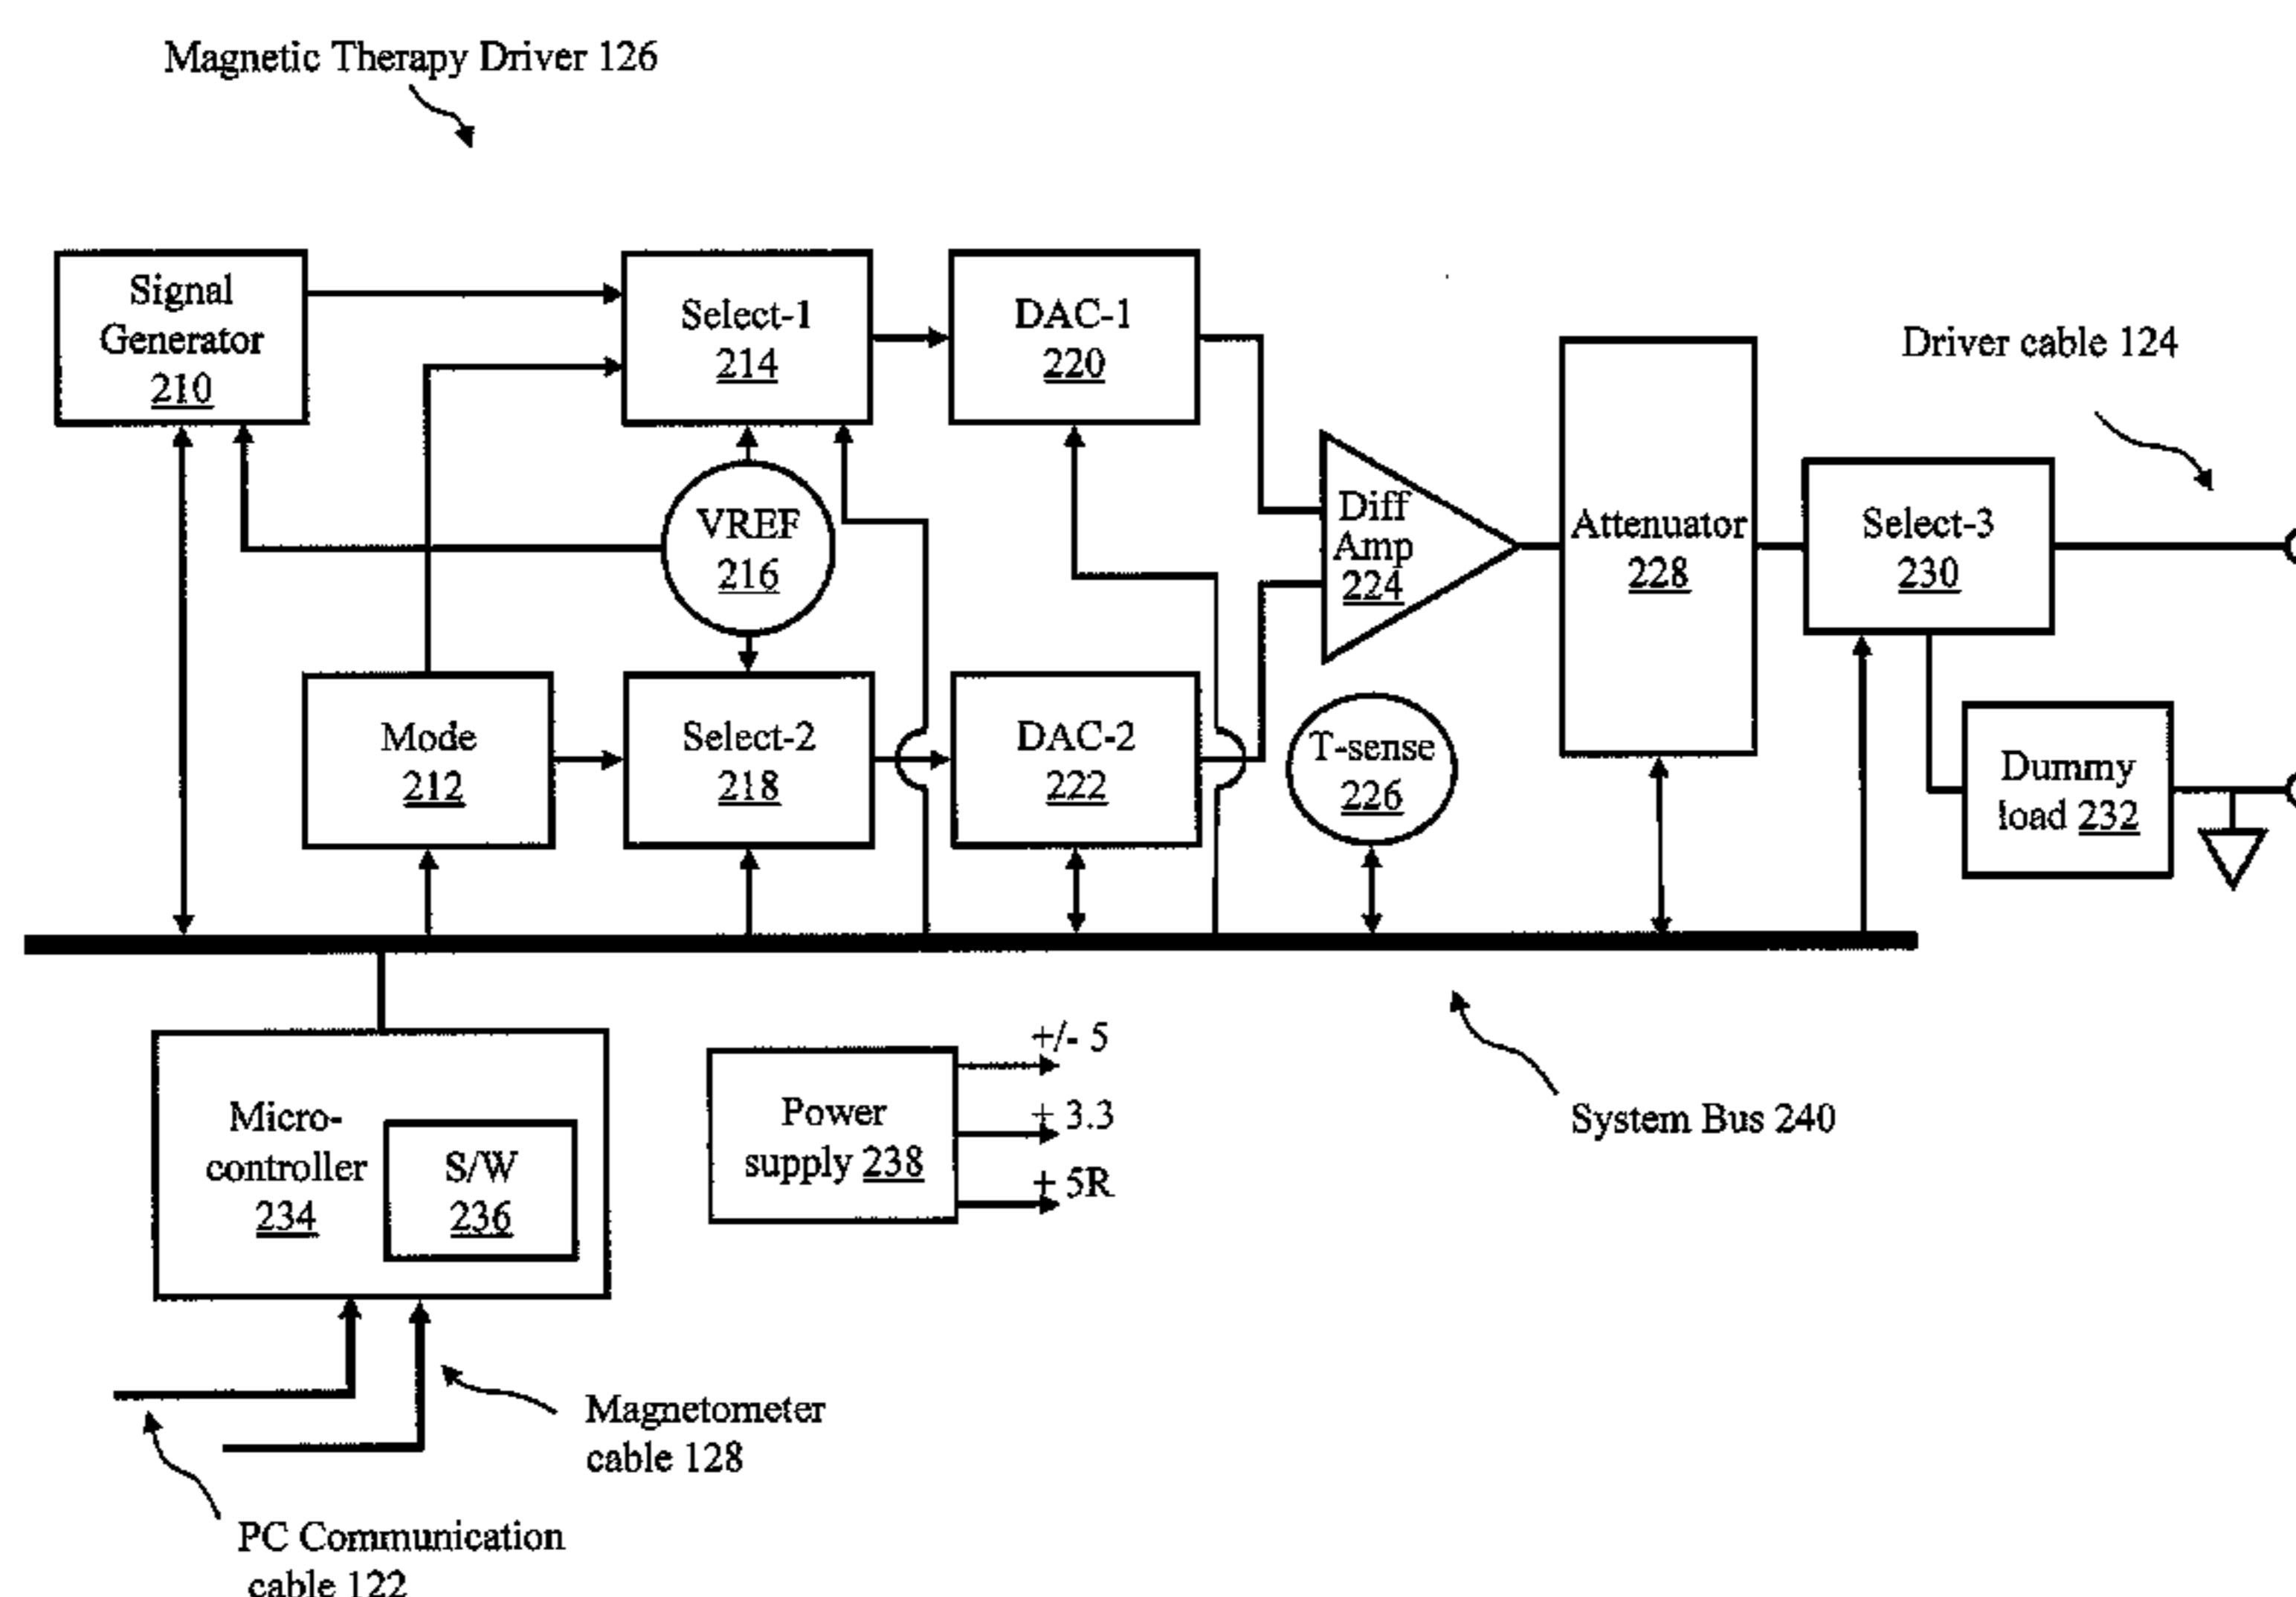 Magnetic Therapy Driver 126
Signal
Generator
210
Select-1
214
DAC-1
220
Driver cable 124
VREF
216
Diff
Amp
224
Attenuator
228
Select-3
230
Mode
212
Select-2
218
DAC-2
222
T-sense
226
Dummy
load 232
Micro-
controller
234
S/W
236
Power
supply 238
+/- 5
+ 3.3
+ 5R
System Bus 240
Magnetometer
cable 128
PC Communication
cable 122